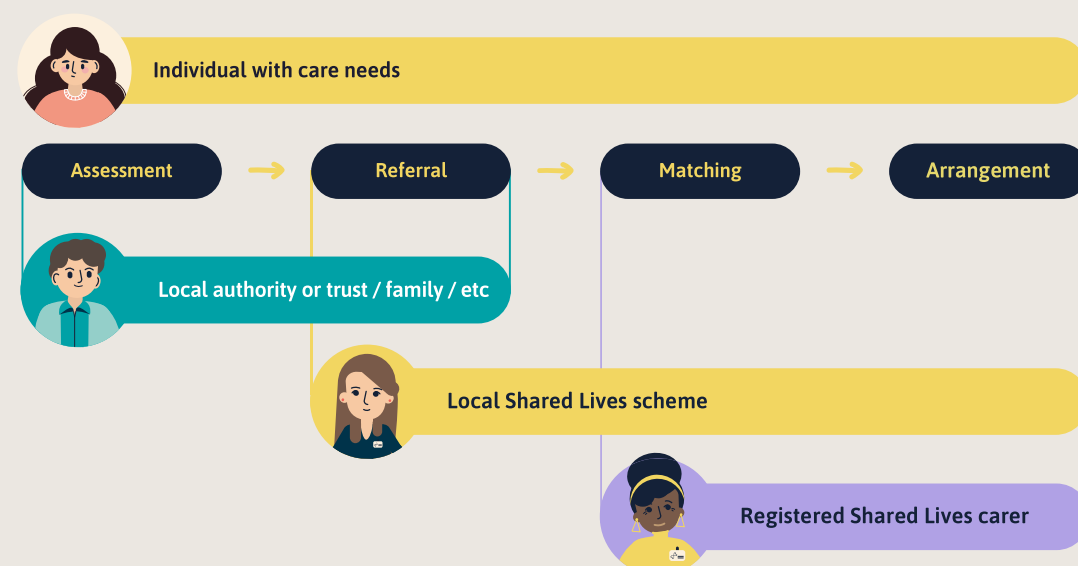 Individual with care needs
Assessment
Referral
Matching
Arrangement
Local authority or trust / family / etc
Local Shared Lives scheme
Registered Shared Lives carer